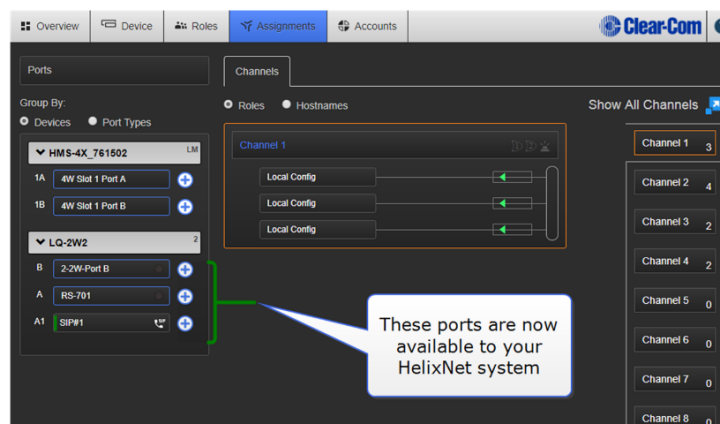 Overview Device Roles Assignments Accounts Clear-Com
Ports
Group By:
Devices Port Types
HMS-4X_761502 LM
1A 4W Slot 1 Port A
1B 4W Slot 1 Port B
LQ-2W2 2
B 2-2W-Port B
A RS-701
A1 SIP#1
Channels
Roles Hostnames
Show All Channels
Channel 1
Local Config
Local Config
Local Config
These ports are now
available to your
HelixNet system
Channel 1 3
Channel 2 4
Channel 3 2
Channel 4 2
Channel 5 0
Channel 6 0
Channel 7 0
Channel 8 0